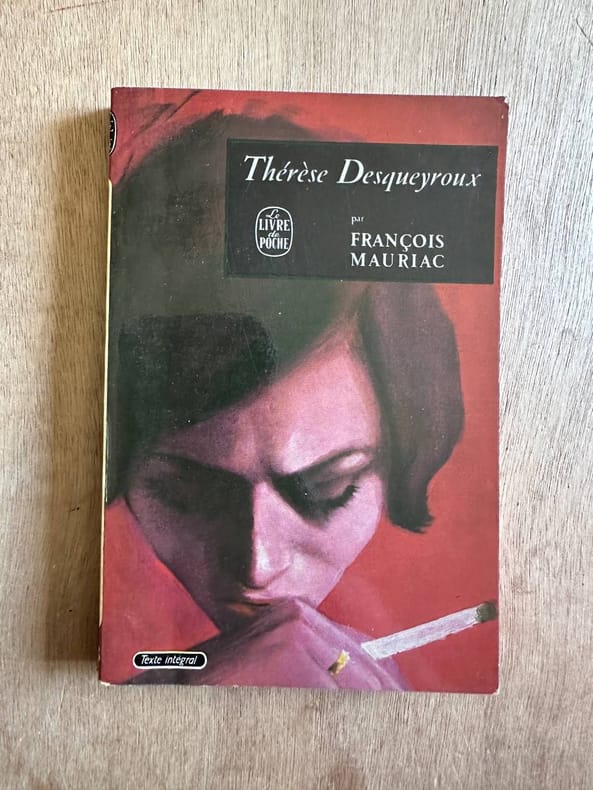 Thérèse Desqueyroux
Le
LIVRE
de
POCHE
par
FRANÇOIS
MAURIAC
Texte intégral